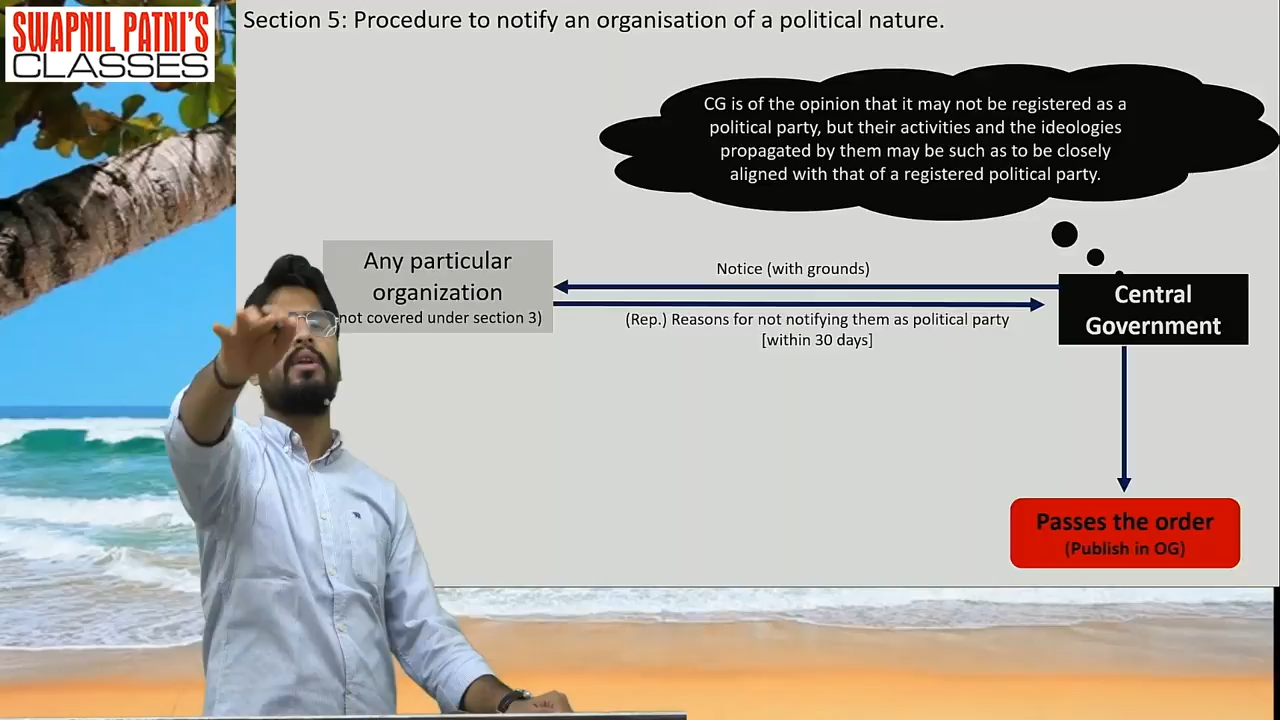 SWAPNIL PATNI'S
CLASSES
Section 5: Procedure to notify an organisation of a political nature.
CG is of the opinion that it may not be registered as a
political party, but their activities and the ideologies
propagated by them may be such as to be closely
aligned with that of a registered political party.
Any particular
organization
not covered under section 3)
Notice (with grounds)
(Rep.) Reasons for not notifying them as political party
[within 30 days]
Central
Government
Passes the order
(Publish in OG)